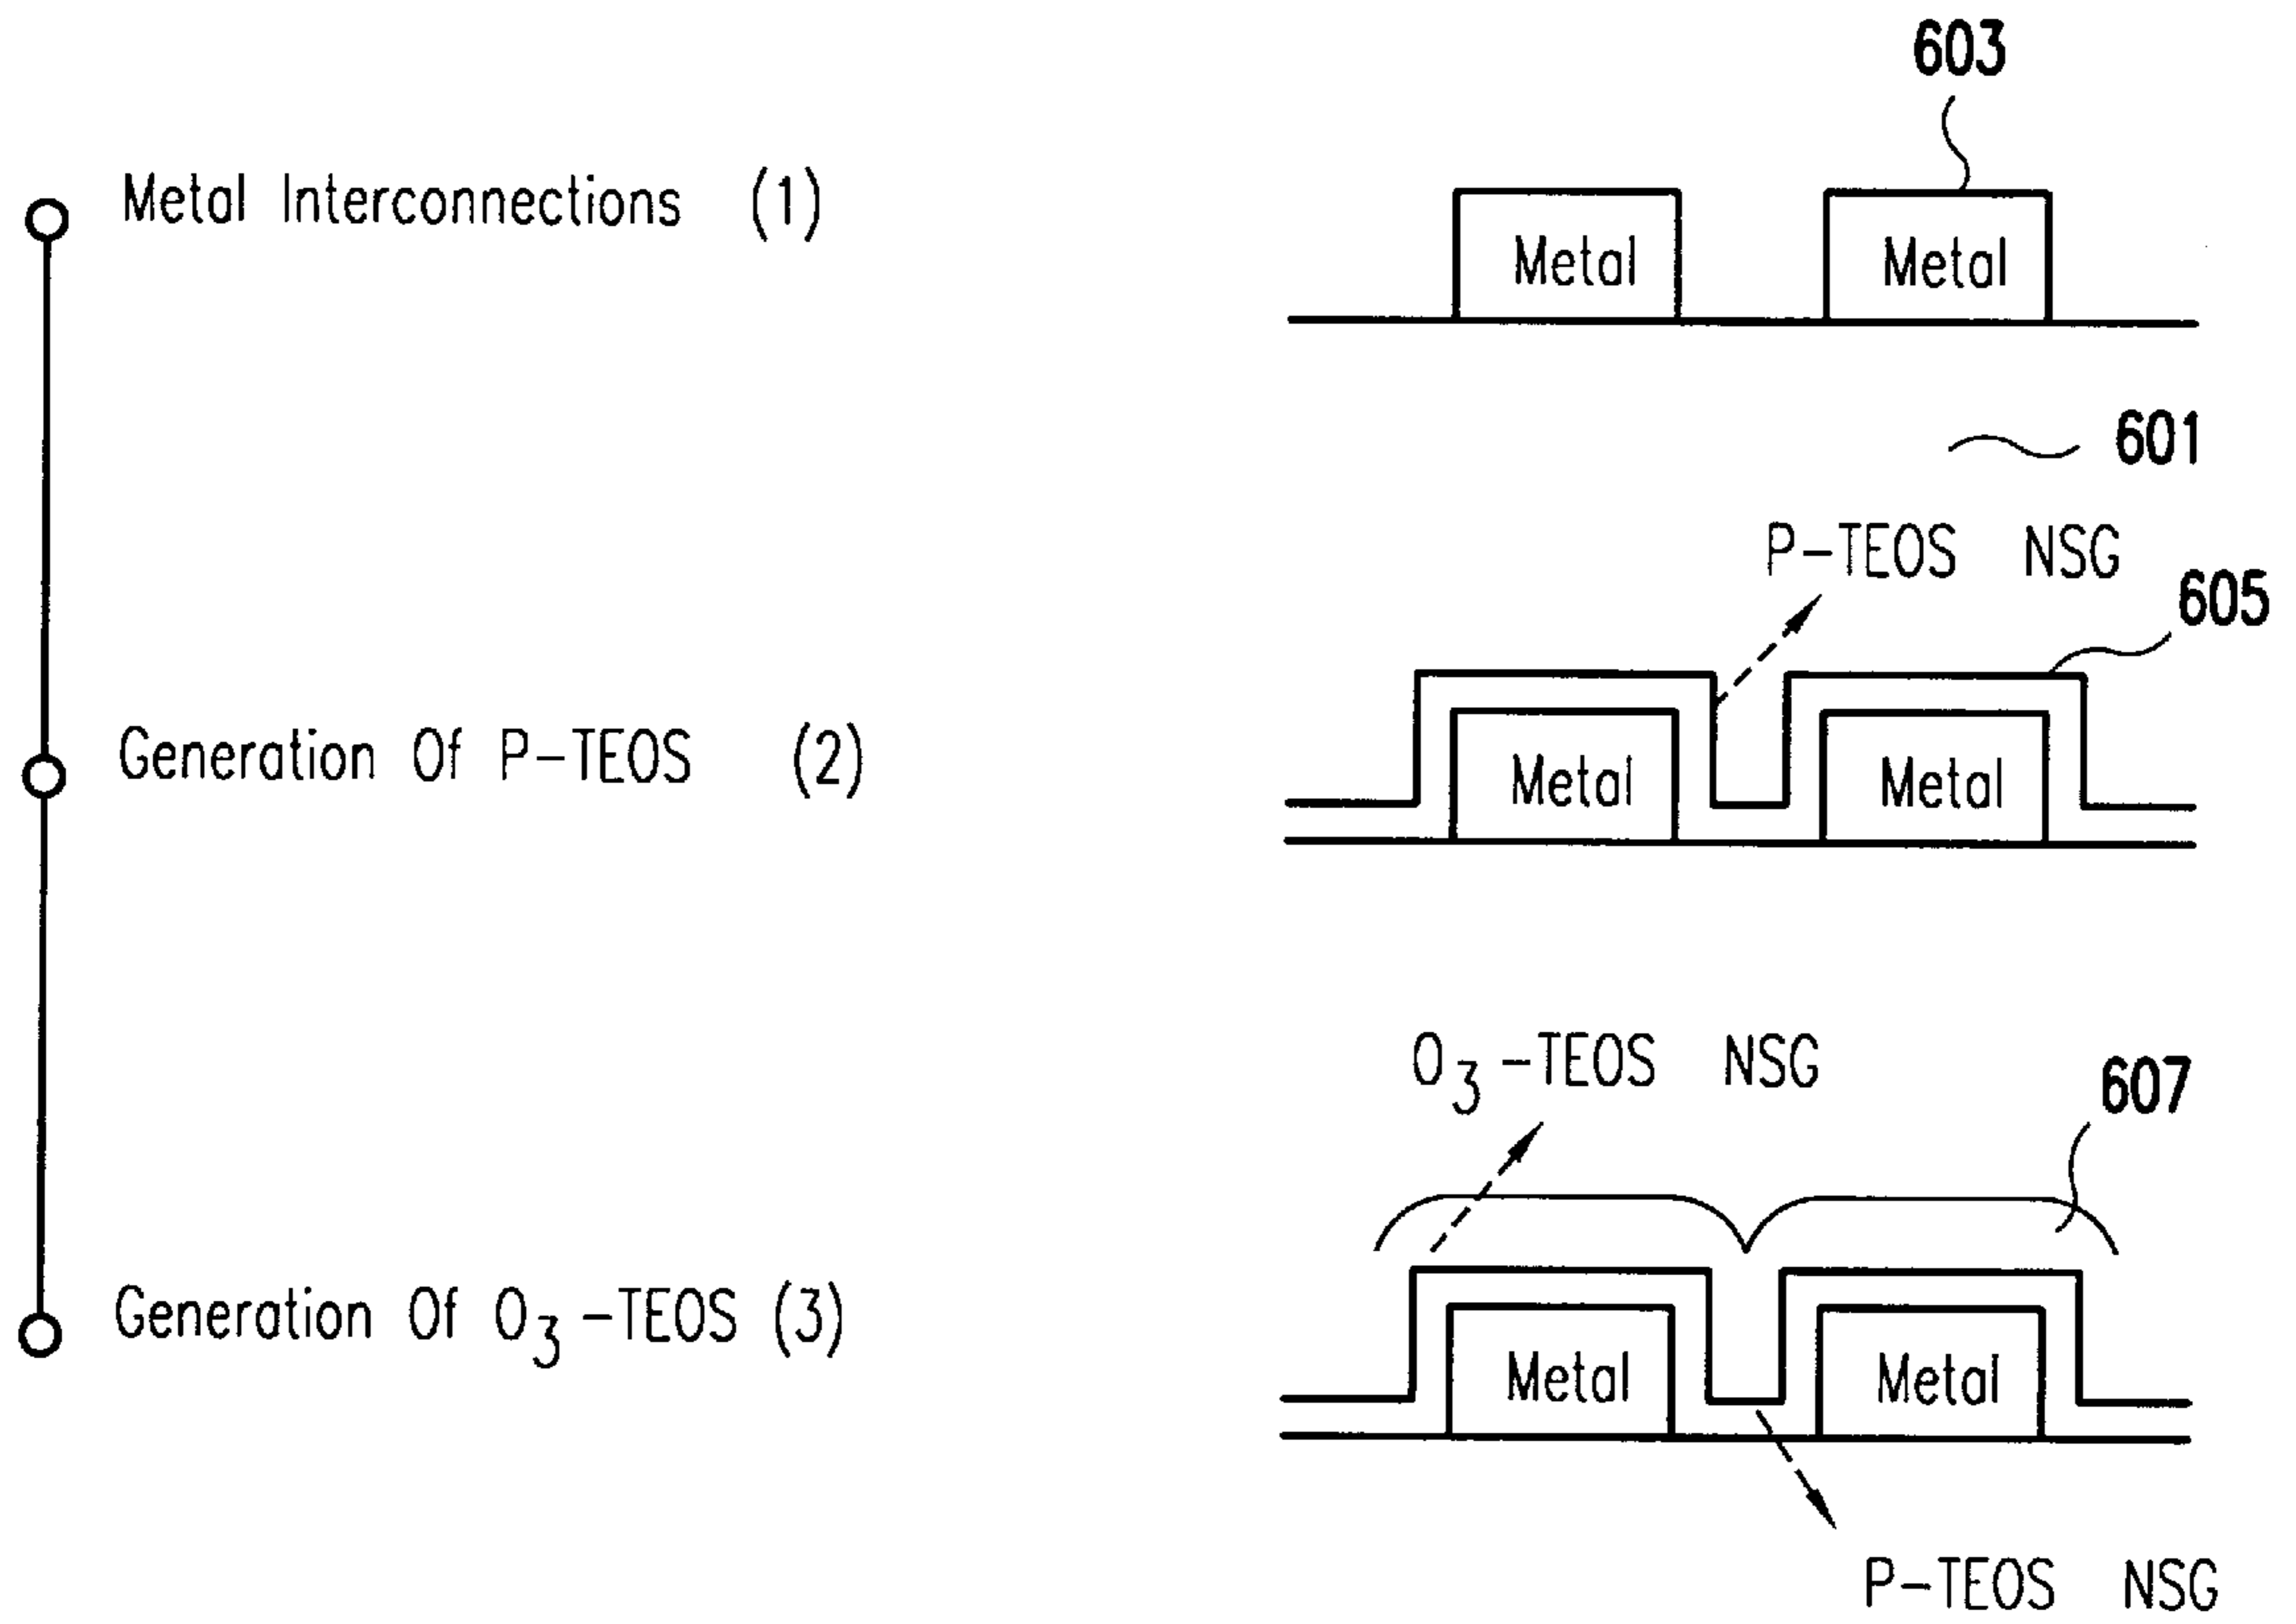 603
Metal Interconnections (1)
Metal Metal
601
P-TEOS NSG
605
Generation Of P-TEOS (2)
Metal Metal
O3-TEOS NSG
607
Generation Of O3-TEOS (3)
Metal Metal
P-TEOS NSG